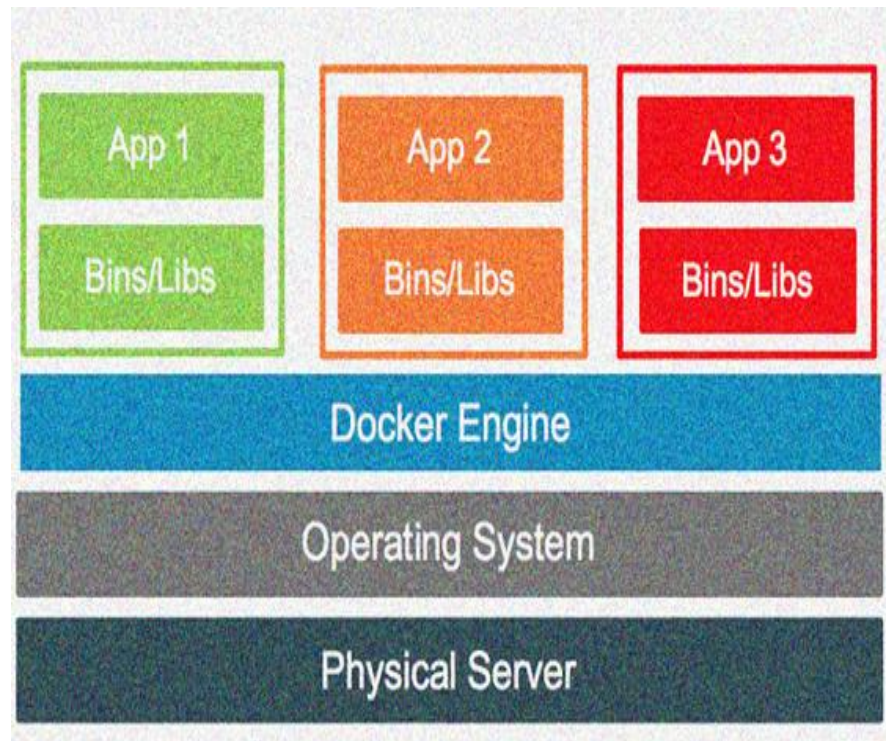 App 1
App 2
App 3
Bins/Libs
Bins/Libs
Bins/Libs
Docker Engine
Operating System
Physical Server